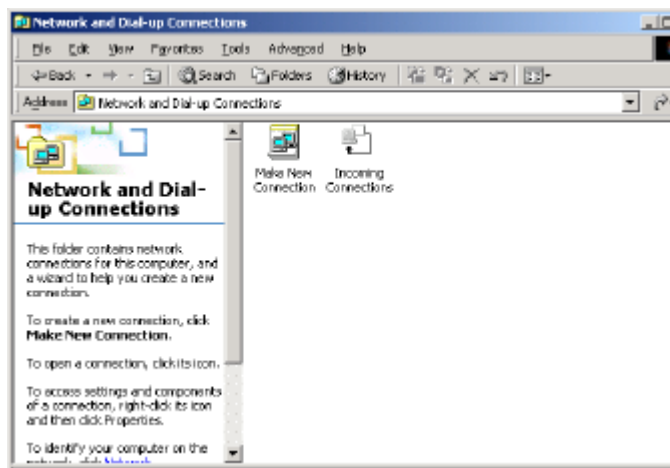 Network and Dial-up Connections
File Edit View Favorites Tools Advanced Help
Back Search Folders History
Address Network and Dial-up Connections
Make New Incoming
Connection Connections
Network and Dial-
up Connections
This folder contains network
connections for this computer, and
a wizard to help you create a new
connection.
To create a new connection, click
Make New Connection.
To open a connection, click its icon.
To access settings and components
of a connection, right-click its icon
and then click Properties.
To identify your computer on the
network, click Network